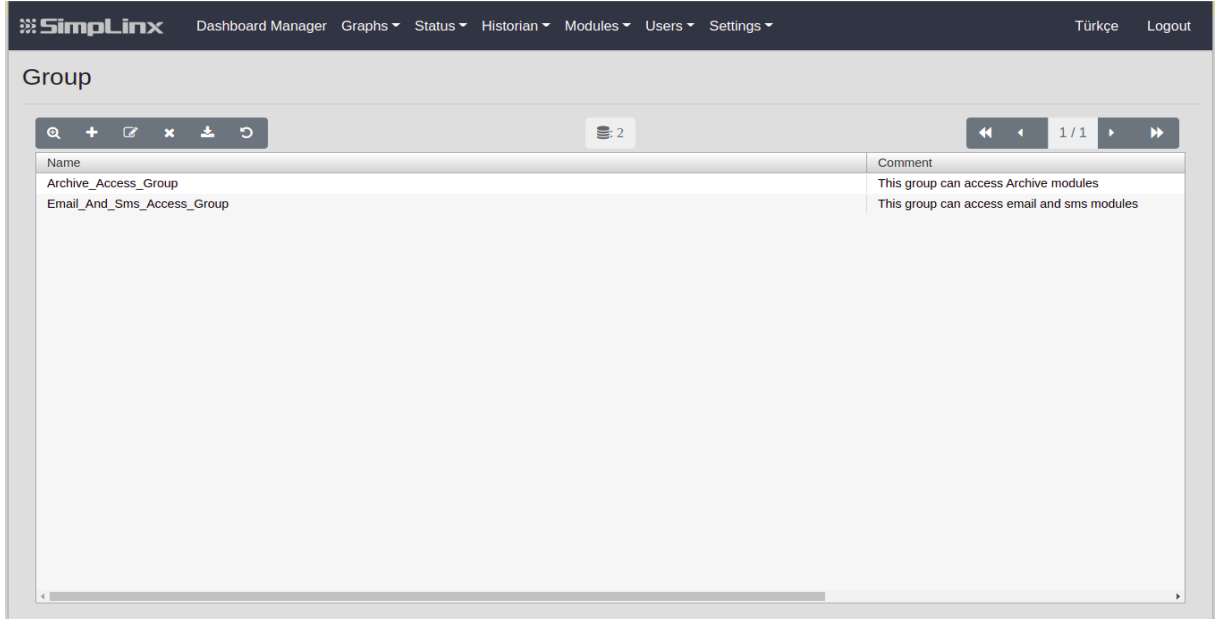 SimpLinx Dashboard Manager Graphs Status Historian Modules Users Settings Türkçe Logout
Group
: 2 1 / 1
Name Comment
Archive_Access_Group This group can access Archive modules
Email_And_Sms_Access_Group This group can access email and sms modules